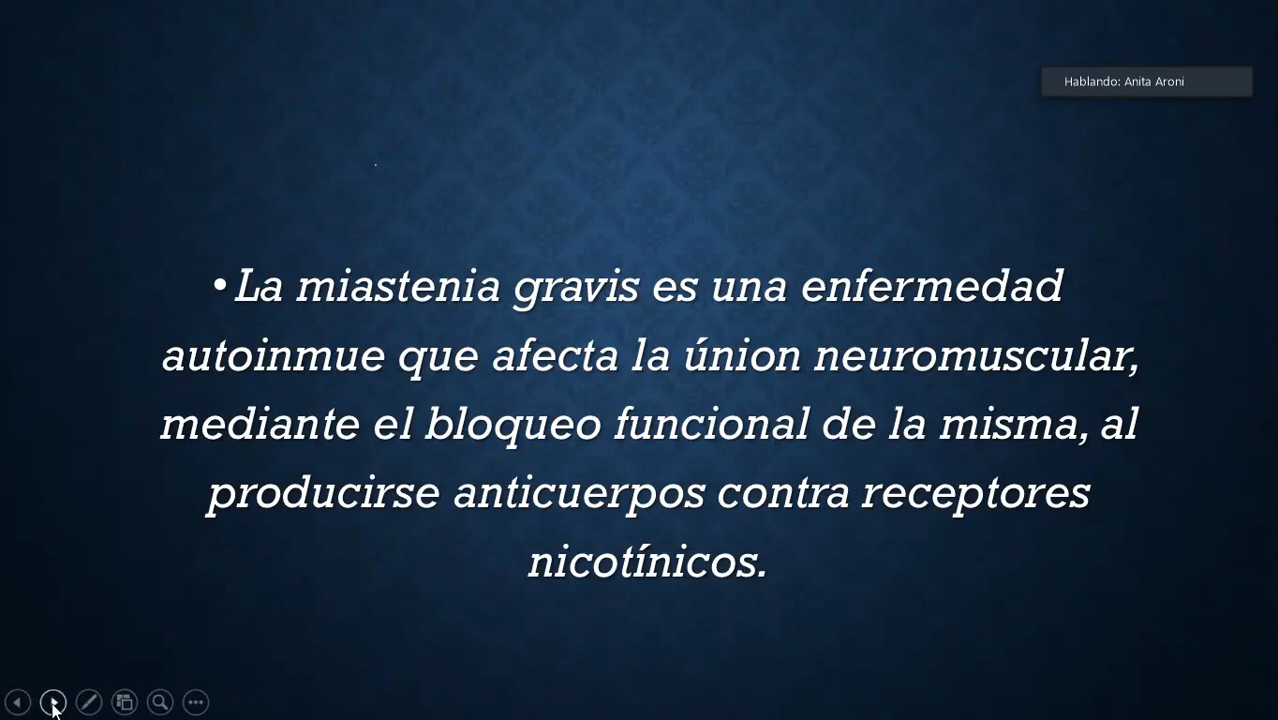 Hablando: Anita Aroni
• La miastenia gravis es una enfermedad
autoinmue que afecta la únion neuromuscular,
mediante el bloqueo funcional de la misma, al
producirse anticuerpos contra receptores
nicotínicos.